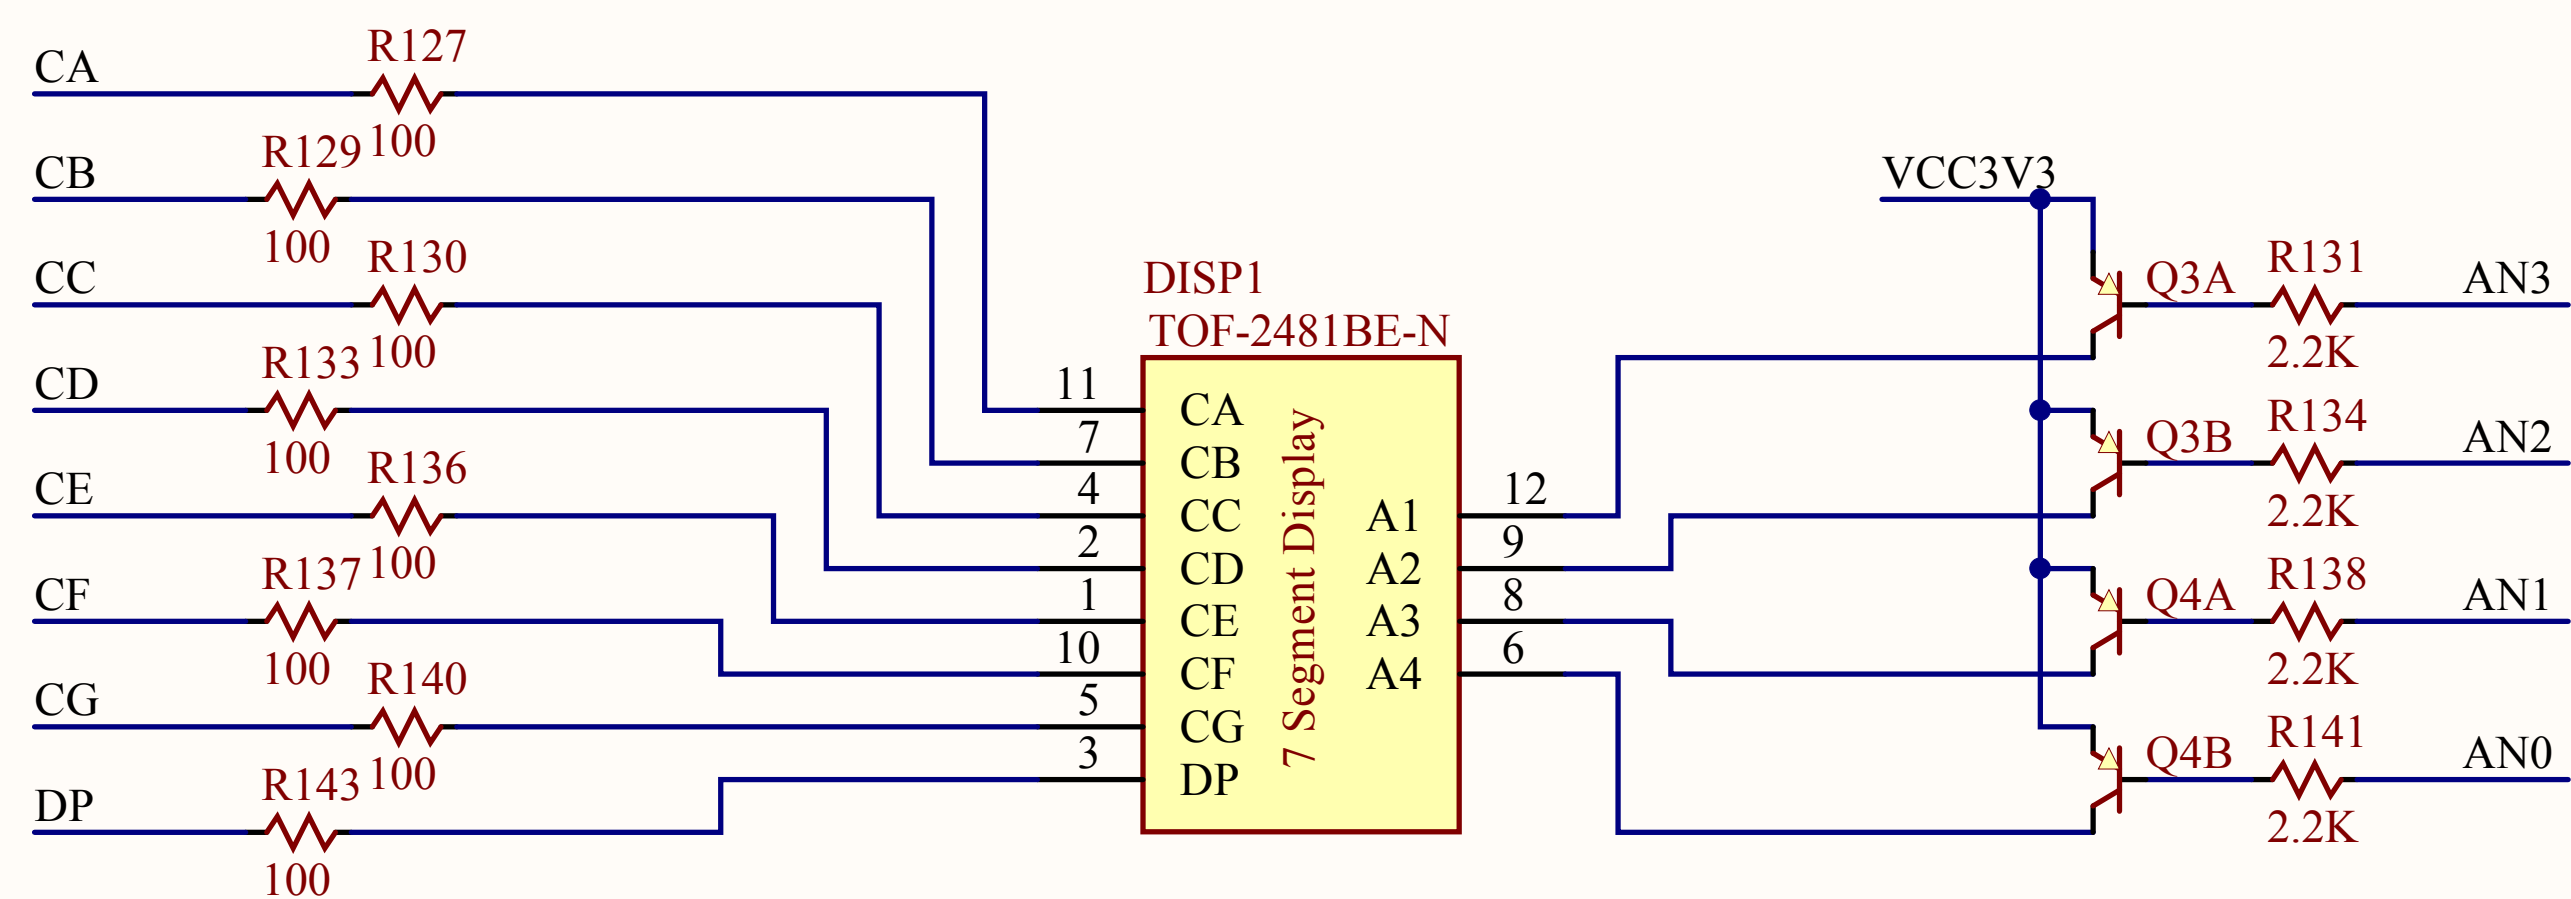 CA
R127
100
CB
R129
100
CC
R130
100
CD
R133
100
CE
R136
100
CF
R137
100
CG
R140
100
DP
R143
100
DISP1
TOF-2481BE-N
11
CA
7
CB
4
CC
2
CD
1
CE
10
CF
5
CG
3
DP
7 Segment Display
A1
12
A2
9
A3
8
A4
6
VCC3V3
Q3A
R131
2.2K
AN3
Q3B
R134
2.2K
AN2
Q4A
R138
2.2K
AN1
Q4B
R141
2.2K
AN0